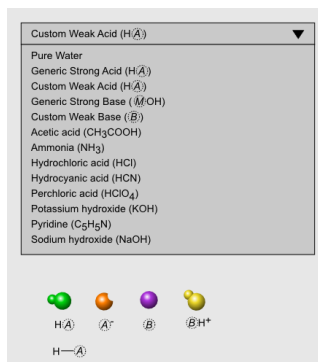 Custom Weak Acid (HA)
Pure Water
Generic Strong Acid (HA)
Custom Weak Acid (HA)
Generic Strong Base (MOH)
Custom Weak Base (B)
Acetic acid (CH₃COOH)
Ammonia (NH₃)
Hydrochloric acid (HCl)
Hydrocyanic acid (HCN)
Perchloric acid (HClO₄)
Potassium hydroxide (KOH)
Pyridine (C₅H₅N)
Sodium hydroxide (NaOH)
HA A⁻ B BH⁺
H—A